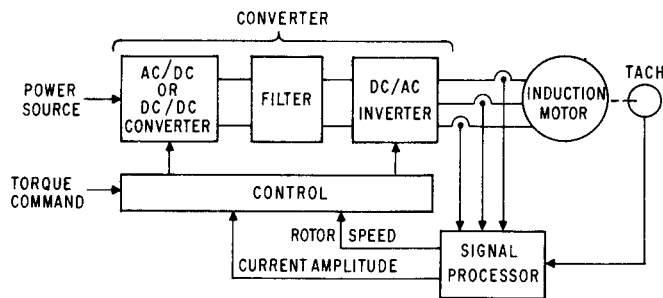 CONVERTER
POWER
SOURCE
AC/DC
OR
DC/DC
CONVERTER
FILTER
DC/AC
INVERTER
INDUCTION
MOTOR
TACH
TORQUE
COMMAND
CONTROL
ROTOR SPEED
CURRENT AMPLITUDE
SIGNAL
PROCESSOR